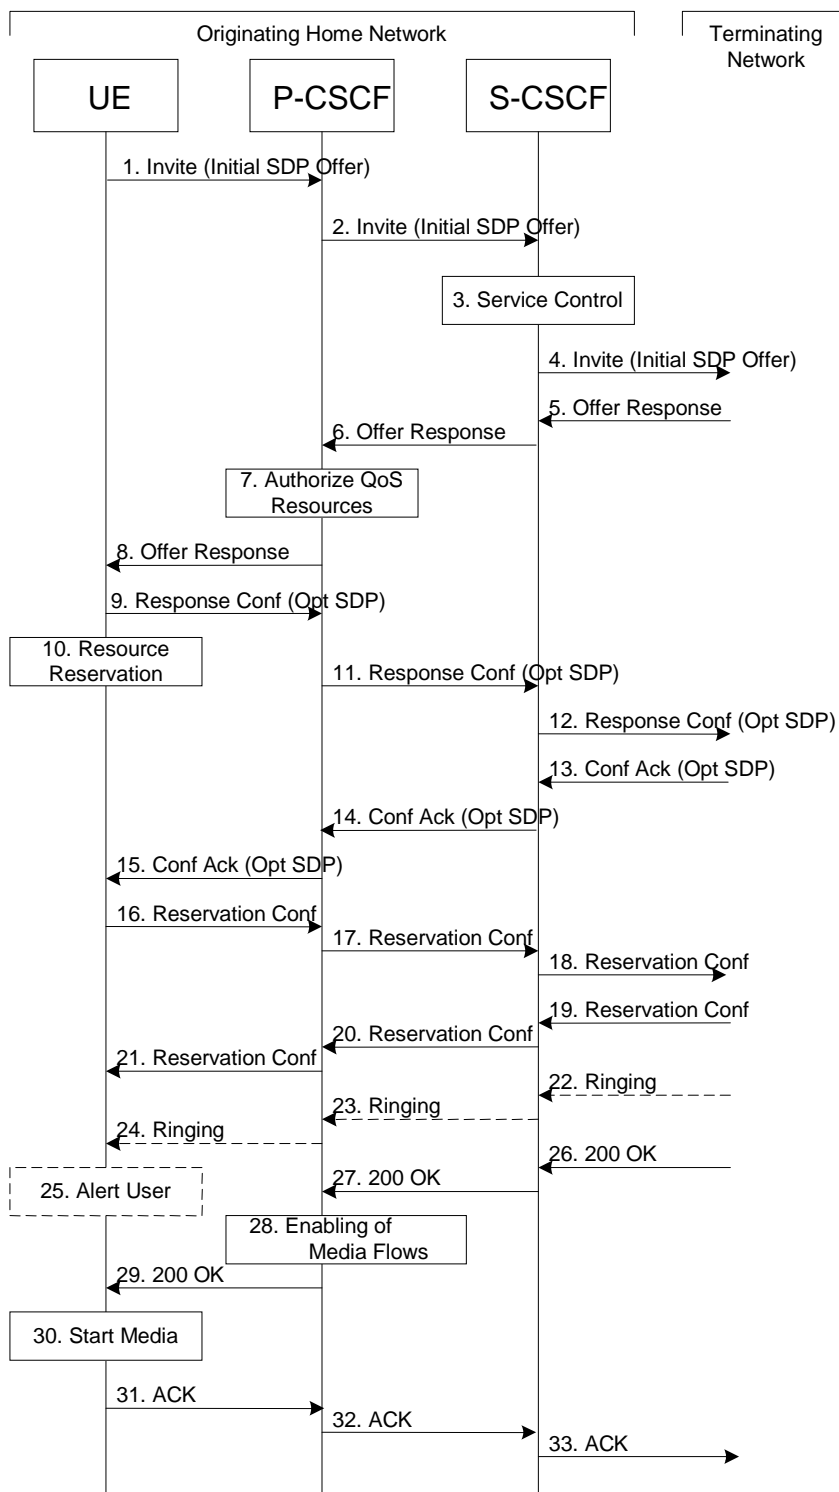 Originating Home Network
Terminating
Network
UE
P-CSCF
S-CSCF
1. Invite (Initial SDP Offer)
2. Invite (Initial SDP Offer)
3. Service Control
4. Invite (Initial SDP Offer)
5. Offer Response
6. Offer Response
7. Authorize QoS
Resources
8. Offer Response
9. Response Conf (Opt SDP)
10. Resource
Reservation
11. Response Conf (Opt SDP)
12. Response Conf (Opt SDP)
13. Conf Ack (Opt SDP)
14. Conf Ack (Opt SDP)
15. Conf Ack (Opt SDP)
16. Reservation Conf
17. Reservation Conf
18. Reservation Conf
19. Reservation Conf
20. Reservation Conf
21. Reservation Conf
22. Ringing
23. Ringing
24. Ringing
25. Alert User
26. 200 OK
27. 200 OK
28. Enabling of
Media Flows
29. 200 OK
30. Start Media
31. ACK
32. ACK
33. ACK